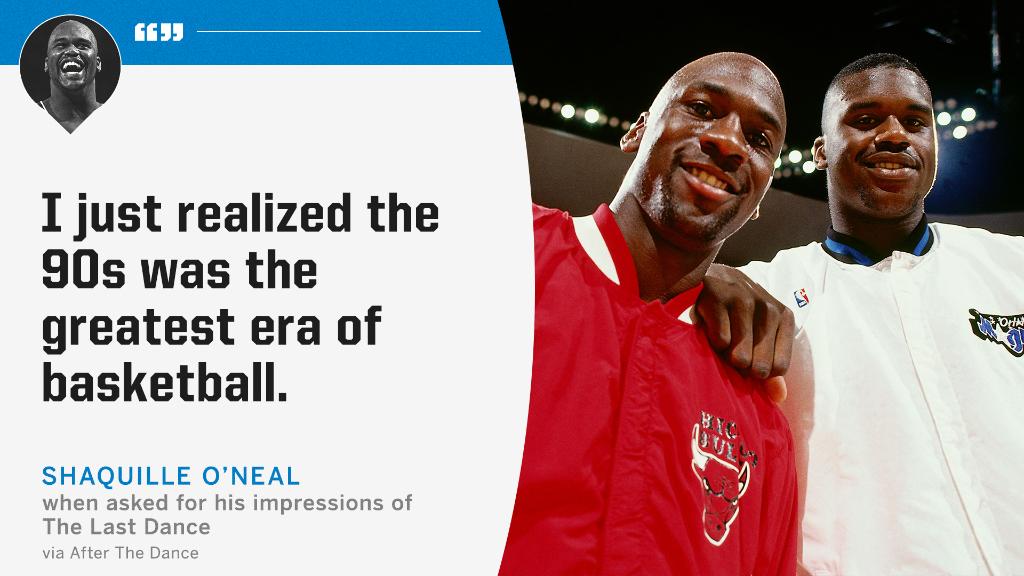 I just realized the
90s was the
greatest era of
basketball.
SHAQUILLE O'NEAL
when asked for his impressions of
The Last Dance
via After The Dance